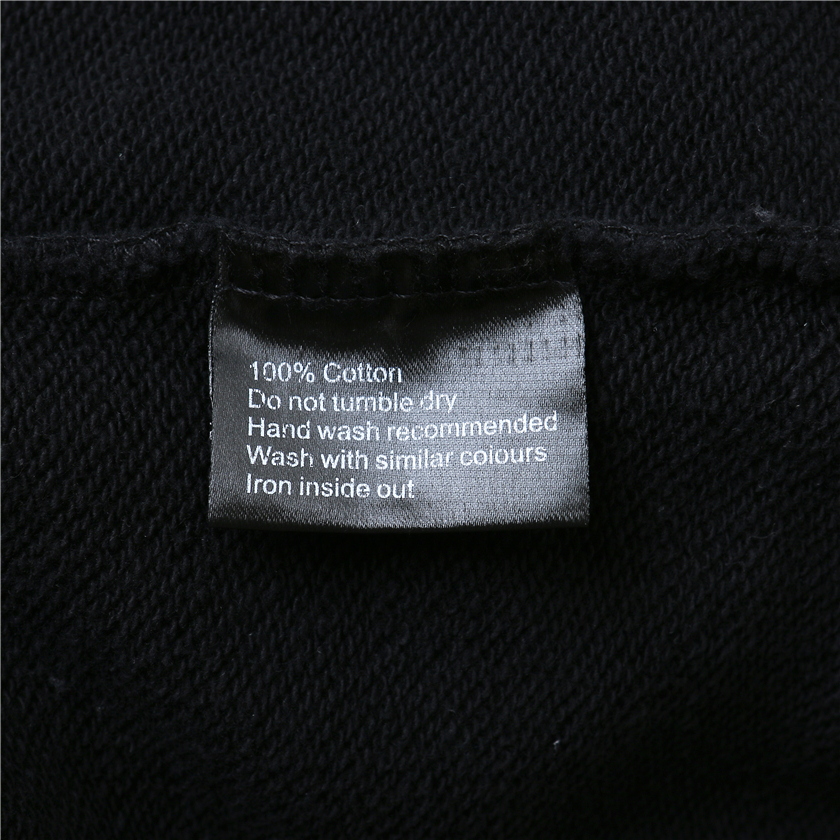 100% Cotton
Do not tumble dry
Hand wash recommended
Wash with similar colours
Iron inside out